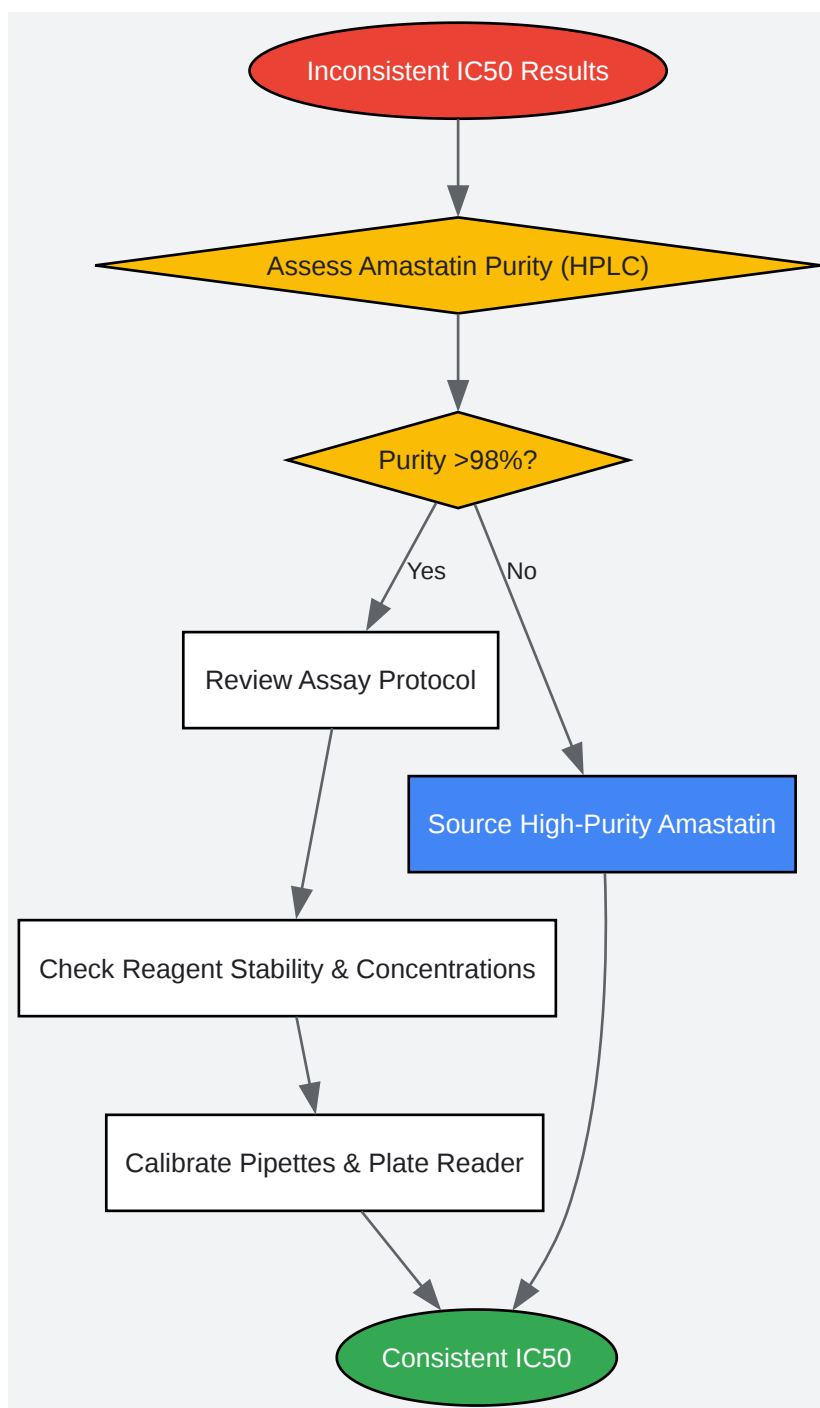 Inconsistent IC50 Results
Assess Amastatin Purity (HPLC)
Purity >98%?
Yes
No
Review Assay Protocol
Source High-Purity Amastatin
Check Reagent Stability & Concentrations
Calibrate Pipettes & Plate Reader
Consistent IC50